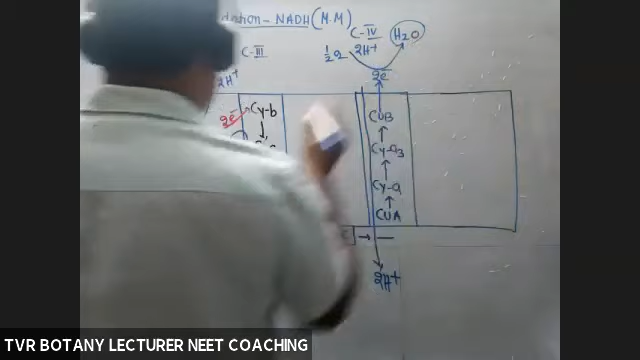 dation - NADH (M.M)
C-III
C-IV
½O₂
2H⁺
H₂O
2H⁺
2e⁻
2e⁻
Cy-b
CUB
Cy-a₃
Cy-a
CUA
C
2H⁺
TVR BOTANY LECTURER NEET COACHING